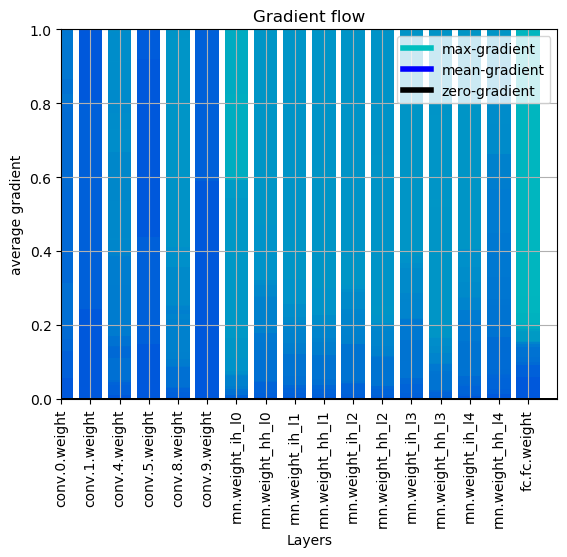 Gradient flow
max-gradient
mean-gradient
zero-gradient
average gradient
1.0
0.8
0.6
0.4
0.2
0.0
conv.0.weight
conv.1.weight
conv.4.weight
conv.5.weight
conv.8.weight
conv.9.weight
rnn.weight_ih_l0
rnn.weight_hh_l0
rnn.weight_ih_l1
rnn.weight_hh_l1
rnn.weight_ih_l2
rnn.weight_hh_l2
rnn.weight_ih_l3
rnn.weight_hh_l3
rnn.weight_ih_l4
rnn.weight_hh_l4
fc.fc.weight
Layers